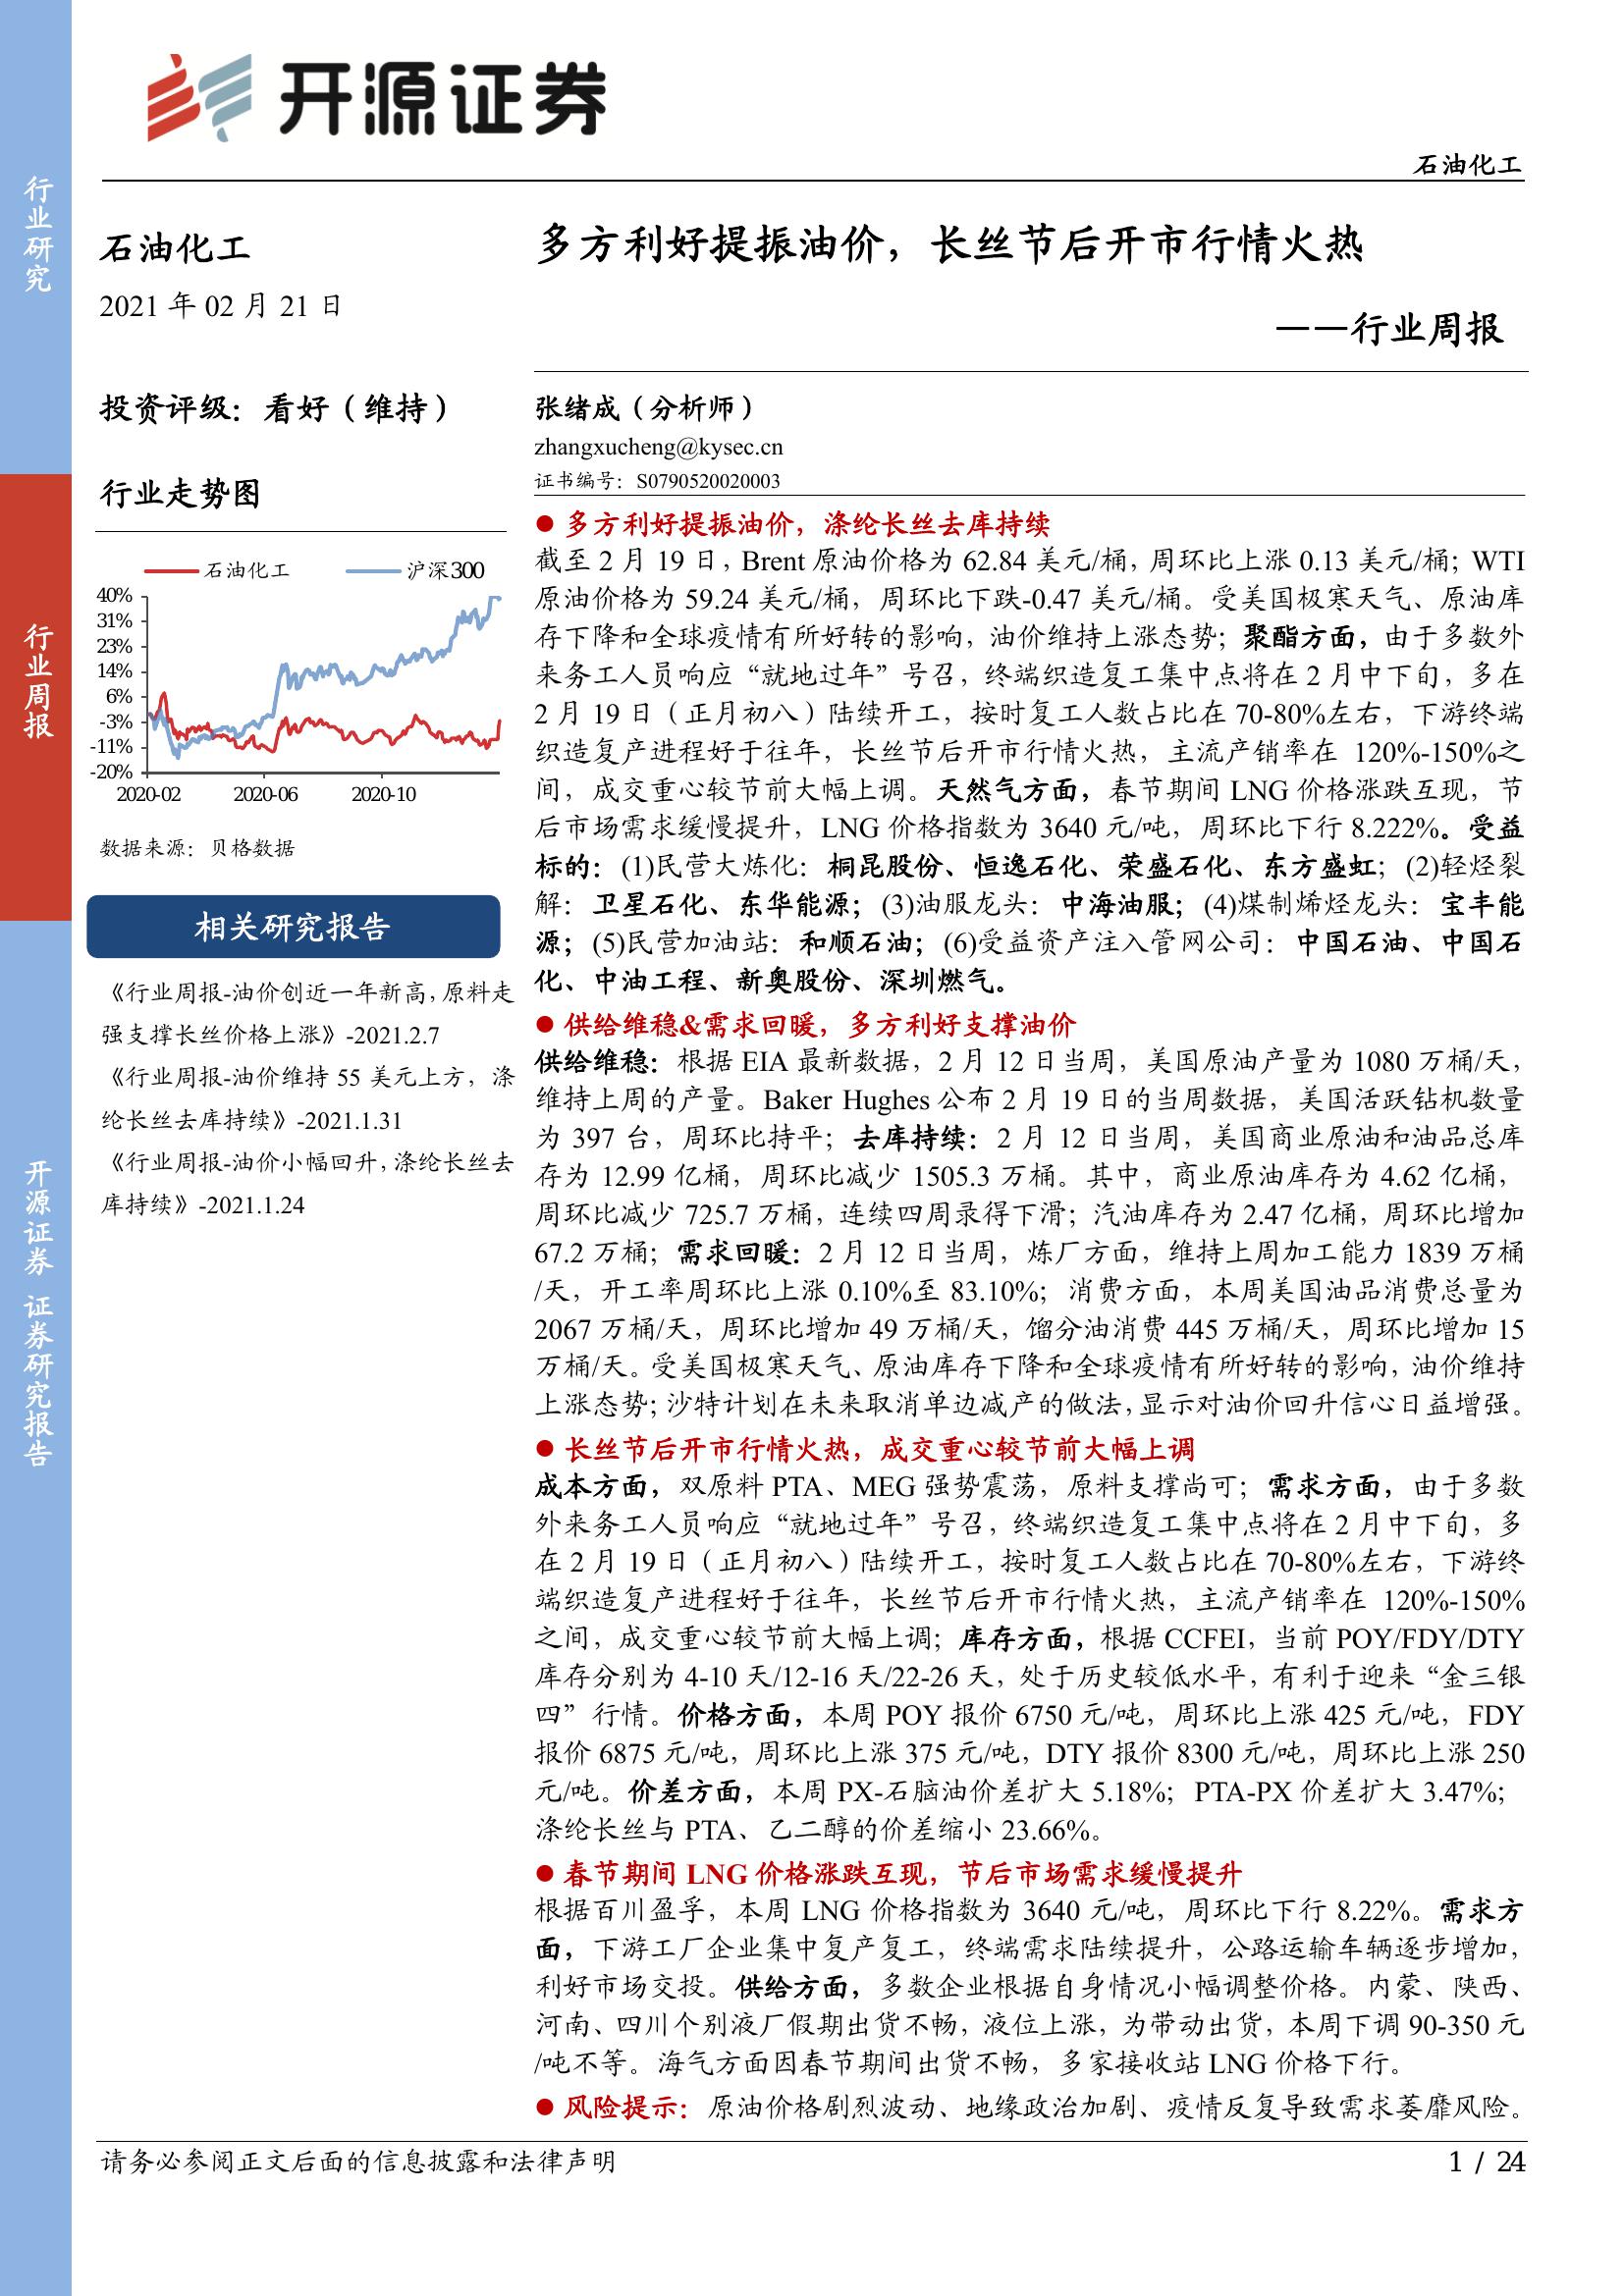 开源证券
石油化工
行业研究
行业周报
开源证券 证券研究报告
石油化工
2021 年 02 月 21 日
投资评级：看好（维持）
行业走势图
石油化工 沪深300
40%
31%
23%
14%
6%
-3%
-11%
-20%
2020-02 2020-06 2020-10
数据来源：贝格数据
相关研究报告
《行业周报-油价创近一年新高，原料走
强支撑长丝价格上涨》-2021.2.7
《行业周报-油价维持 55 美元上方，涤
纶长丝去库持续》-2021.1.31
《行业周报-油价小幅回升，涤纶长丝去
库持续》-2021.1.24
多方利好提振油价，长丝节后开市行情火热
——行业周报
张绪成（分析师）
zhangxucheng@kysec.cn
证书编号：S0790520020003
● 多方利好提振油价，涤纶长丝去库持续
截至 2 月 19 日，Brent 原油价格为 62.84 美元/桶，周环比上涨 0.13 美元/桶；WTI
原油价格为 59.24 美元/桶，周环比下跌-0.47 美元/桶。受美国极寒天气、原油库
存下降和全球疫情有所好转的影响，油价维持上涨态势；聚酯方面，由于多数外
来务工人员响应“就地过年”号召，终端织造复工集中点将在 2 月中下旬，多在
2 月 19 日（正月初八）陆续开工，按时复工人数占比在 70-80%左右，下游终端
织造复产进程好于往年，长丝节后开市行情火热，主流产销率在 120%-150%之
间，成交重心较节前大幅上调。天然气方面，春节期间 LNG 价格涨跌互现，节
后市场需求缓慢提升，LNG 价格指数为 3640 元/吨，周环比下行 8.222%。受益
标的：(1)民营大炼化：桐昆股份、恒逸石化、荣盛石化、东方盛虹；(2)轻烃裂
解：卫星石化、东华能源；(3)油服龙头：中海油服；(4)煤制烯烃龙头：宝丰能
源；(5)民营加油站：和顺石油；(6)受益资产注入管网公司：中国石油、中国石
化、中油工程、新奥股份、深圳燃气。
● 供给维稳&需求回暖，多方利好支撑油价
供给维稳：根据 EIA 最新数据，2 月 12 日当周，美国原油产量为 1080 万桶/天，
维持上周的产量。Baker Hughes 公布 2 月 19 日的当周数据，美国活跃钻机数量
为 397 台，周环比持平；去库持续：2 月 12 日当周，美国商业原油和油品总库
存为 12.99 亿桶，周环比减少 1505.3 万桶。其中，商业原油库存为 4.62 亿桶，
周环比减少 725.7 万桶，连续四周录得下滑；汽油库存为 2.47 亿桶，周环比增加
67.2 万桶；需求回暖：2 月 12 日当周，炼厂方面，维持上周加工能力 1839 万桶
/天，开工率周环比上涨 0.10%至 83.10%；消费方面，本周美国油品消费总量为
2067 万桶/天，周环比增加 49 万桶/天，馏分油消费 445 万桶/天，周环比增加 15
万桶/天。受美国极寒天气、原油库存下降和全球疫情有所好转的影响，油价维持
上涨态势；沙特计划在未来取消单边减产的做法，显示对油价回升信心日益增强。
● 长丝节后开市行情火热，成交重心较节前大幅上调
成本方面，双原料 PTA、MEG 强势震荡，原料支撑尚可；需求方面，由于多数
外来务工人员响应“就地过年”号召，终端织造复工集中点将在 2 月中下旬，多
在 2 月 19 日（正月初八）陆续开工，按时复工人数占比在 70-80%左右，下游终
端织造复产进程好于往年，长丝节后开市行情火热，主流产销率在 120%-150%
之间，成交重心较节前大幅上调；库存方面，根据 CCFEI，当前 POY/FDY/DTY
库存分别为 4-10 天/12-16 天/22-26 天，处于历史较低水平，有利于迎来“金三银
四”行情。价格方面，本周 POY 报价 6750 元/吨，周环比上涨 425 元/吨，FDY
报价 6875 元/吨，周环比上涨 375 元/吨，DTY 报价 8300 元/吨，周环比上涨 250
元/吨。价差方面，本周 PX-石脑油价差扩大 5.18%；PTA-PX 价差扩大 3.47%；
涤纶长丝与 PTA、乙二醇的价差缩小 23.66%。
● 春节期间 LNG 价格涨跌互现，节后市场需求缓慢提升
根据百川盈孚，本周 LNG 价格指数为 3640 元/吨，周环比下行 8.22%。需求方
面，下游工厂企业集中复产复工，终端需求陆续提升，公路运输车辆逐步增加，
利好市场交投。供给方面，多数企业根据自身情况小幅调整价格。内蒙、陕西、
河南、四川个别液厂假期出货不畅，液位上涨，为带动出货，本周下调 90-350 元
/吨不等。海气方面因春节期间出货不畅，多家接收站 LNG 价格下行。
● 风险提示：原油价格剧烈波动、地缘政治加剧、疫情反复导致需求萎靡风险。
请务必参阅正文后面的信息披露和法律声明
1 / 24